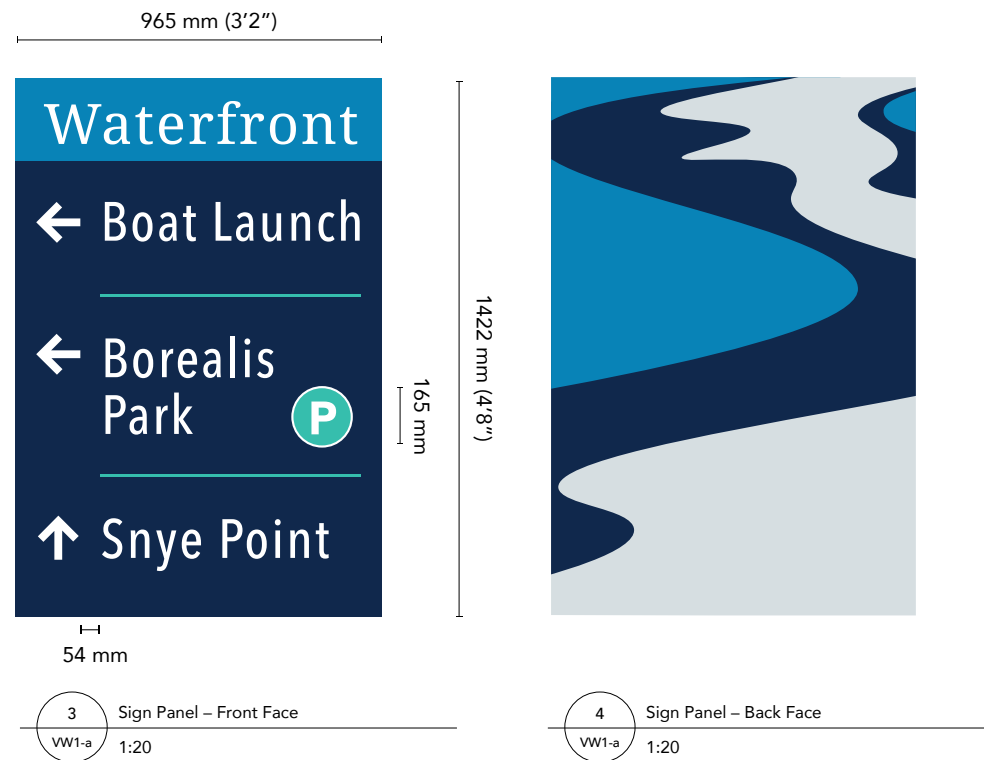 965 mm (3′2″)
Waterfront
Boat Launch
Borealis
Park
P
Snye Point
165 mm
1422 mm (4′8″)
54 mm
3
VW1-a
Sign Panel – Front Face
1:20
4
VW1-a
Sign Panel – Back Face
1:20